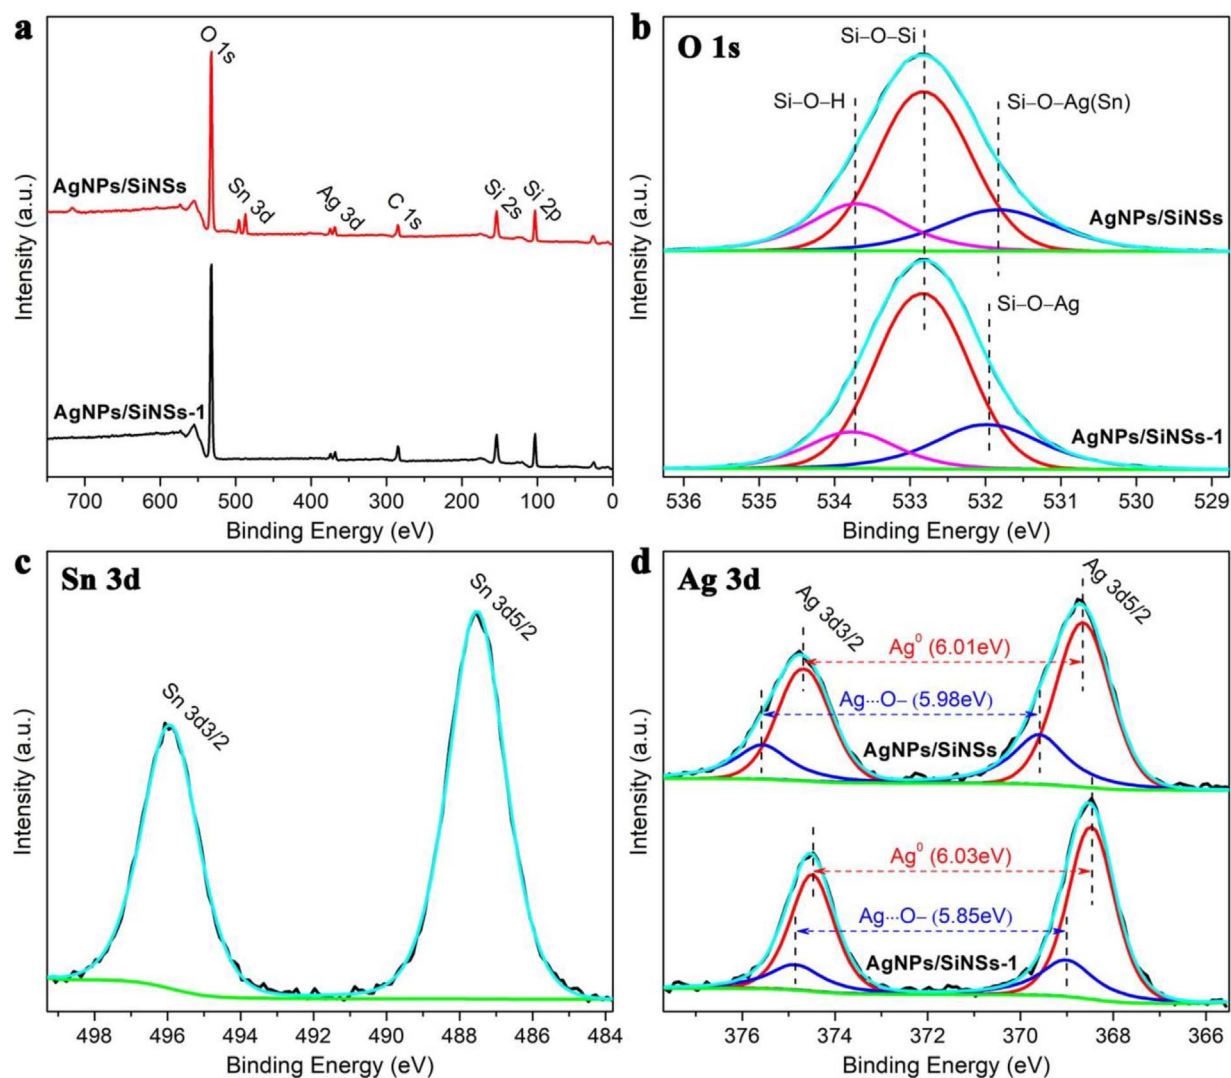 a
O 1s
AgNPs/SiNSs
Sn 3d
Ag 3d
C 1s
Si 2s
Si 2p
AgNPs/SiNSs-1
Intensity (a.u.)
700 600 500 400 300 200 100 0
Binding Energy (eV)
b
O 1s
Si–O–Si
Si–O–H
Si–O–Ag(Sn)
AgNPs/SiNSs
Si–O–Ag
AgNPs/SiNSs-1
Intensity (a.u.)
536 535 534 533 532 531 530 529
Binding Energy (eV)
c
Sn 3d
Sn 3d3/2
Sn 3d5/2
Intensity (a.u.)
498 496 494 492 490 488 486 484
Binding Energy (eV)
d
Ag 3d
Ag 3d3/2
Ag 3d5/2
Ag⁰ (6.01eV)
Ag···O– (5.98eV)
AgNPs/SiNSs
Ag⁰ (6.03eV)
Ag···O– (5.85eV)
AgNPs/SiNSs-1
Intensity (a.u.)
376 374 372 370 368 366
Binding Energy (eV)